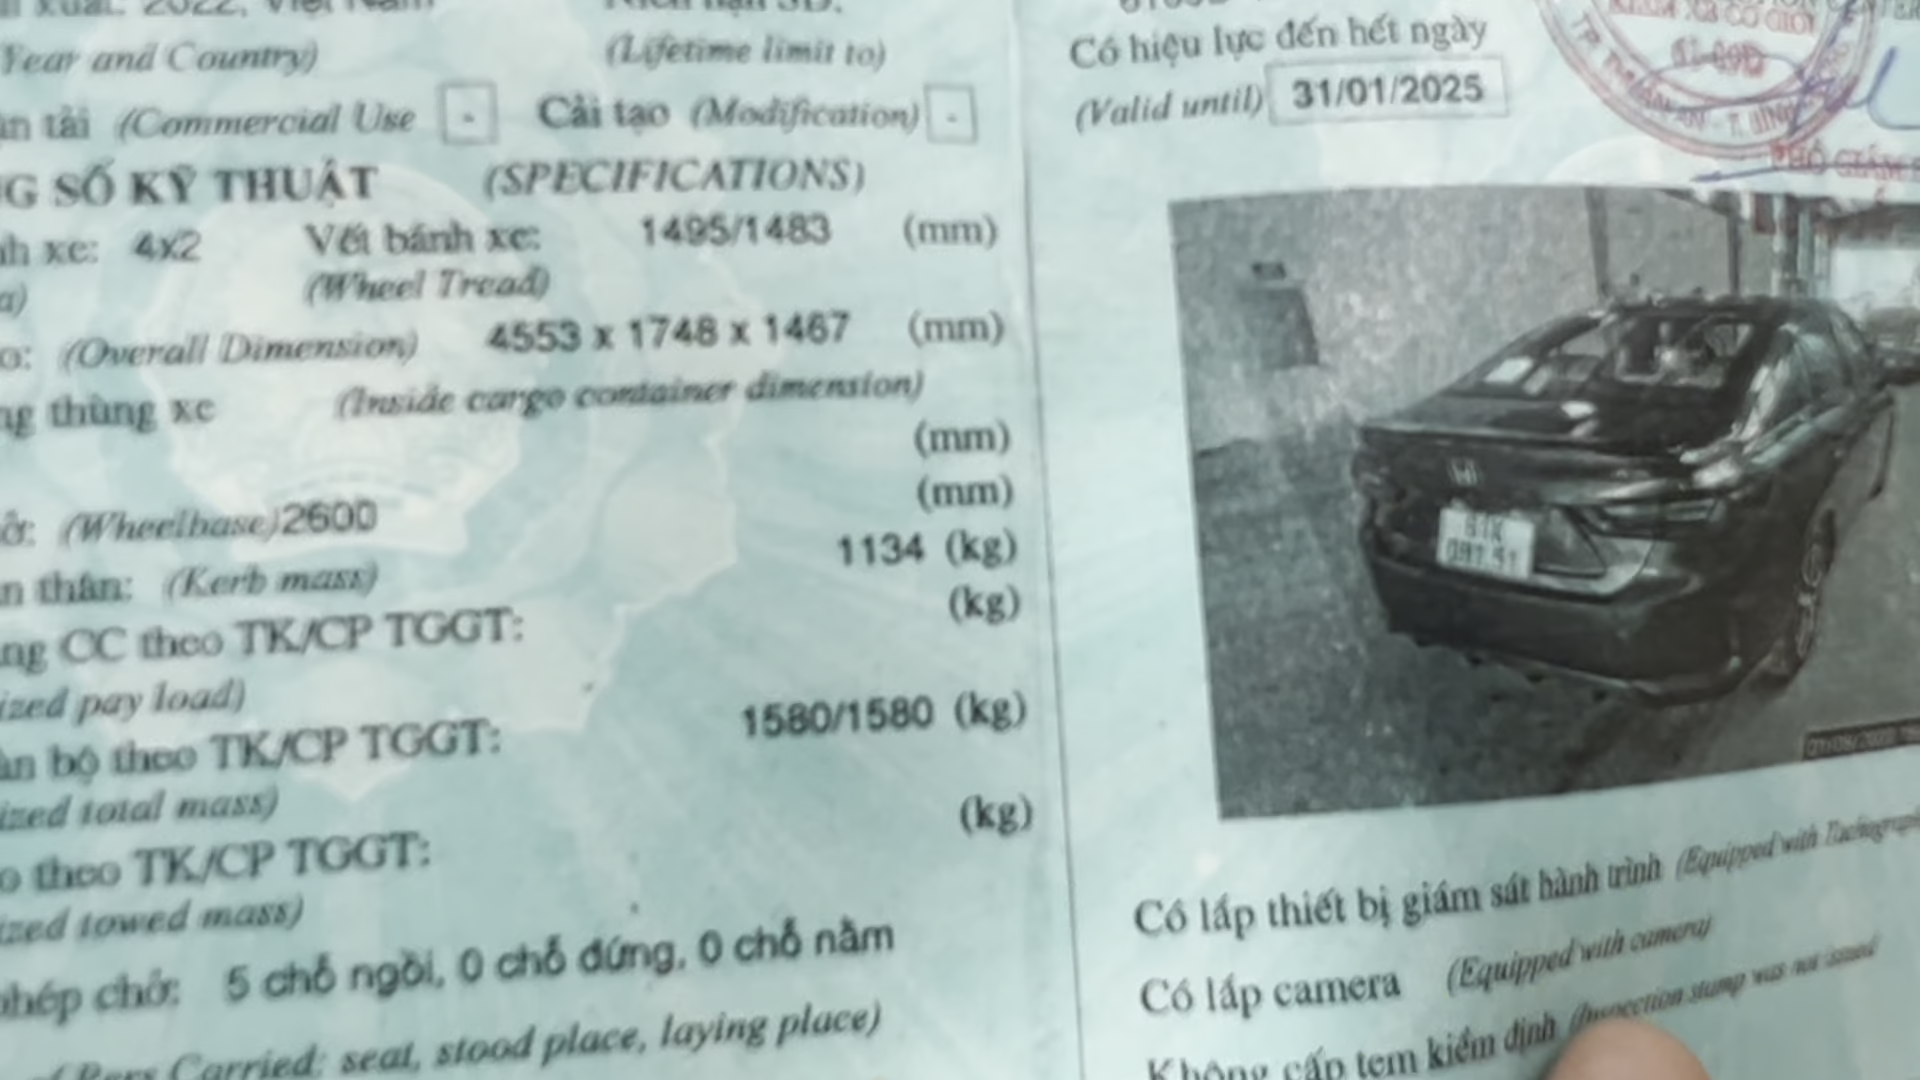 xuất: 2022, Việt Nam
Year and Country)
(Lifetime limit to)
tải (Commercial Use - Cải tạo (Modification) -
SỐ KỸ THUẬT (SPECIFICATIONS)
xe: 4x2 Vết bánh xe: 1495/1483 (mm)
(Wheel Tread)
(Overall Dimension) 4553 x 1748 x 1467 (mm)
thùng xe (Inside cargo container dimension)
(mm)
(mm)
(Wheelbase)2600
thân: (Kerb mass) 1134 (kg)
CC theo TK/CP TGGT: (kg)
pay load)
bộ theo TK/CP TGGT: 1580/1580 (kg)
total mass)
theo TK/CP TGGT: (kg)
towed mass)
chở: 5 chỗ ngồi, 0 chỗ đứng, 0 chỗ nằm
Pers Carried: seat, stood place, laying place)
Có hiệu lực đến hết ngày
(Valid until) 31/01/2025
Có lắp thiết bị giám sát hành trình (Equipped with Tachograph
Có lắp camera (Equipped with camera)
Không cấp tem kiểm định (Inspection stamp was not issued